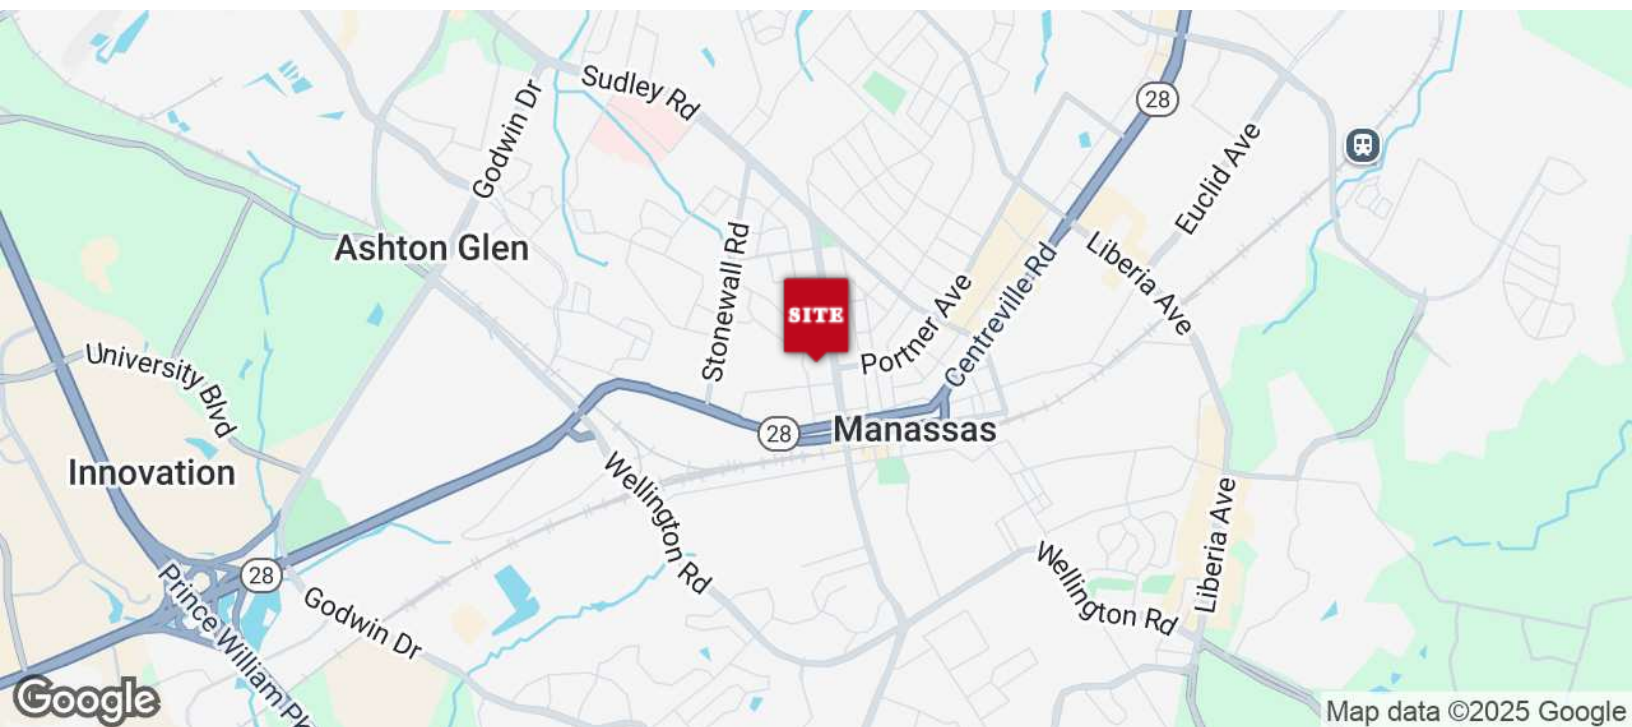 Sudley Rd
28
Godwin Dr
Euclid Ave
Ashton Glen
Stonewall Rd
Liberia Ave
SITE
Portner Ave
Centreville Rd
University Blvd
28
Manassas
Innovation
Wellington Rd
Liberia Ave
28
Wellington Rd
Prince William Pk
Godwin Dr
Google
Map data ©2025 Google